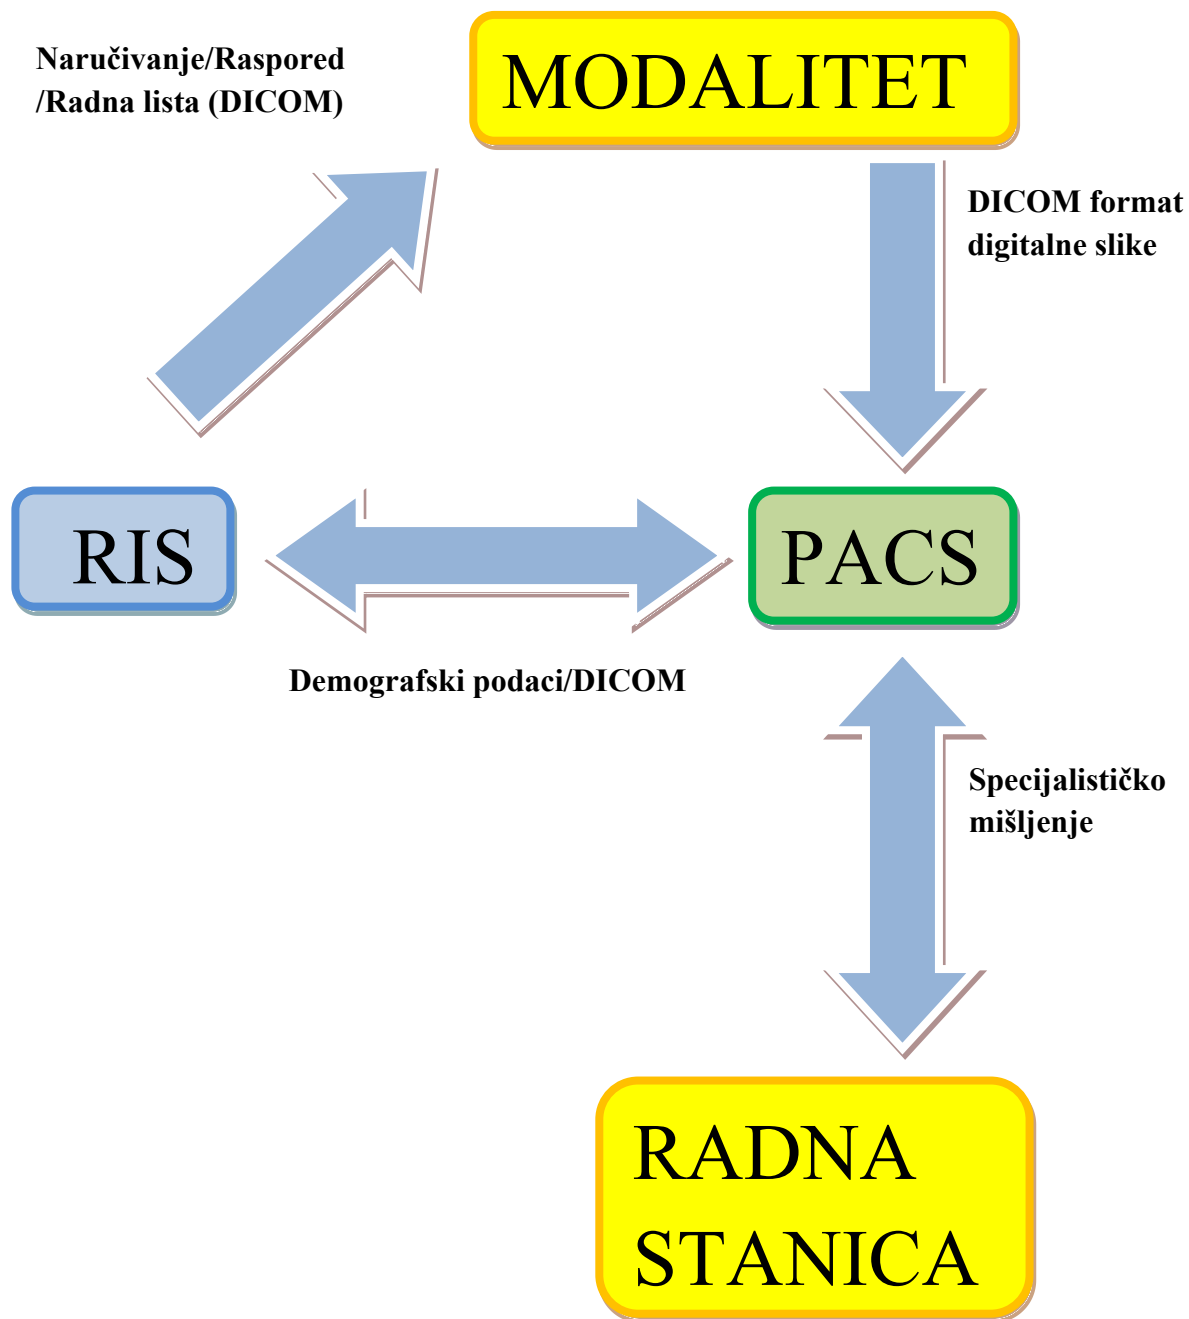 Naručivanje/Raspored
/Radna lista (DICOM)
MODALITET
DICOM format
digitalne slike
RIS
PACS
Demografski podaci/DICOM
Specijalističko
mišljenje
RADNA
STANICA